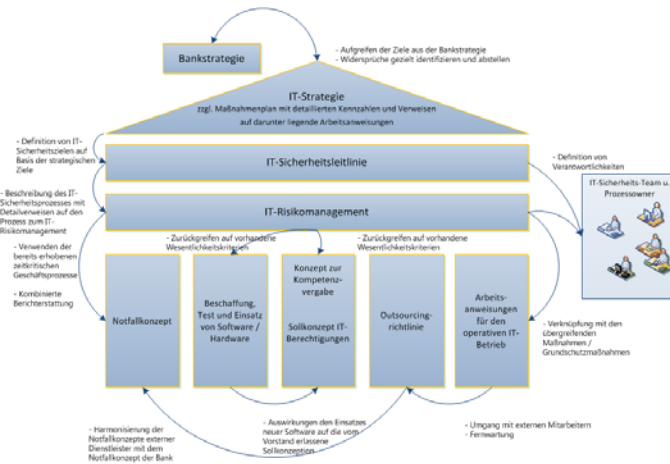 Bankstrategie
- Aufgreifen der Ziele aus der Bankstrategie
- Widersprüche gezielt identifizieren und abstellen
IT-Strategie
zzgl. Maßnahmenplan mit detaillierten Kennzahlen und Verweisen
auf darunter liegende Arbeitsanweisungen
- Definition von IT-
Sicherheitszielen auf
Basis der strategischen
Ziele
IT-Sicherheitsleitlinie
- Definition von
Verantwortlichkeiten
IT-Sicherheits-Team u.
Prozessowner
- Beschreibung des IT-
Sicherheitsprozesses mit
Detailverweisen auf den
Prozess zum IT-
Risikomanagement
IT-Risikomanagement
- Verwenden der
bereits erhobenen
zeitkritischen
Geschäftsprozesse
- Kombinierte
Berichterstattung
- Zurückgreifen auf vorhandene
Wesentlichkeitskriterien
- Zurückgreifen auf vorhandene
Wesentlichkeitskriterien
Notfallkonzept
Beschaffung,
Test und Einsatz
von Software /
Hardware
Konzept zur
Kompetenz-
vergabe
Sollkonzept IT-
Berechtigungen
Outsourcing-
richtlinie
Arbeits-
anweisungen
für den
operativen IT-
Betrieb
- Verknüpfung mit den
übergreifenden
Maßnahmen /
Grundschutzmaßnahmen
- Harmonisierung der
Notfallkonzepte externer
Dienstleister mit dem
Notfallkonzept der Bank
- Auswirkungen den Einsatzes
neuer Software auf die vom
Vorstand erlassene
Sollkonzeption
- Umgang mit externen Mitarbeitern
- Fernwartung